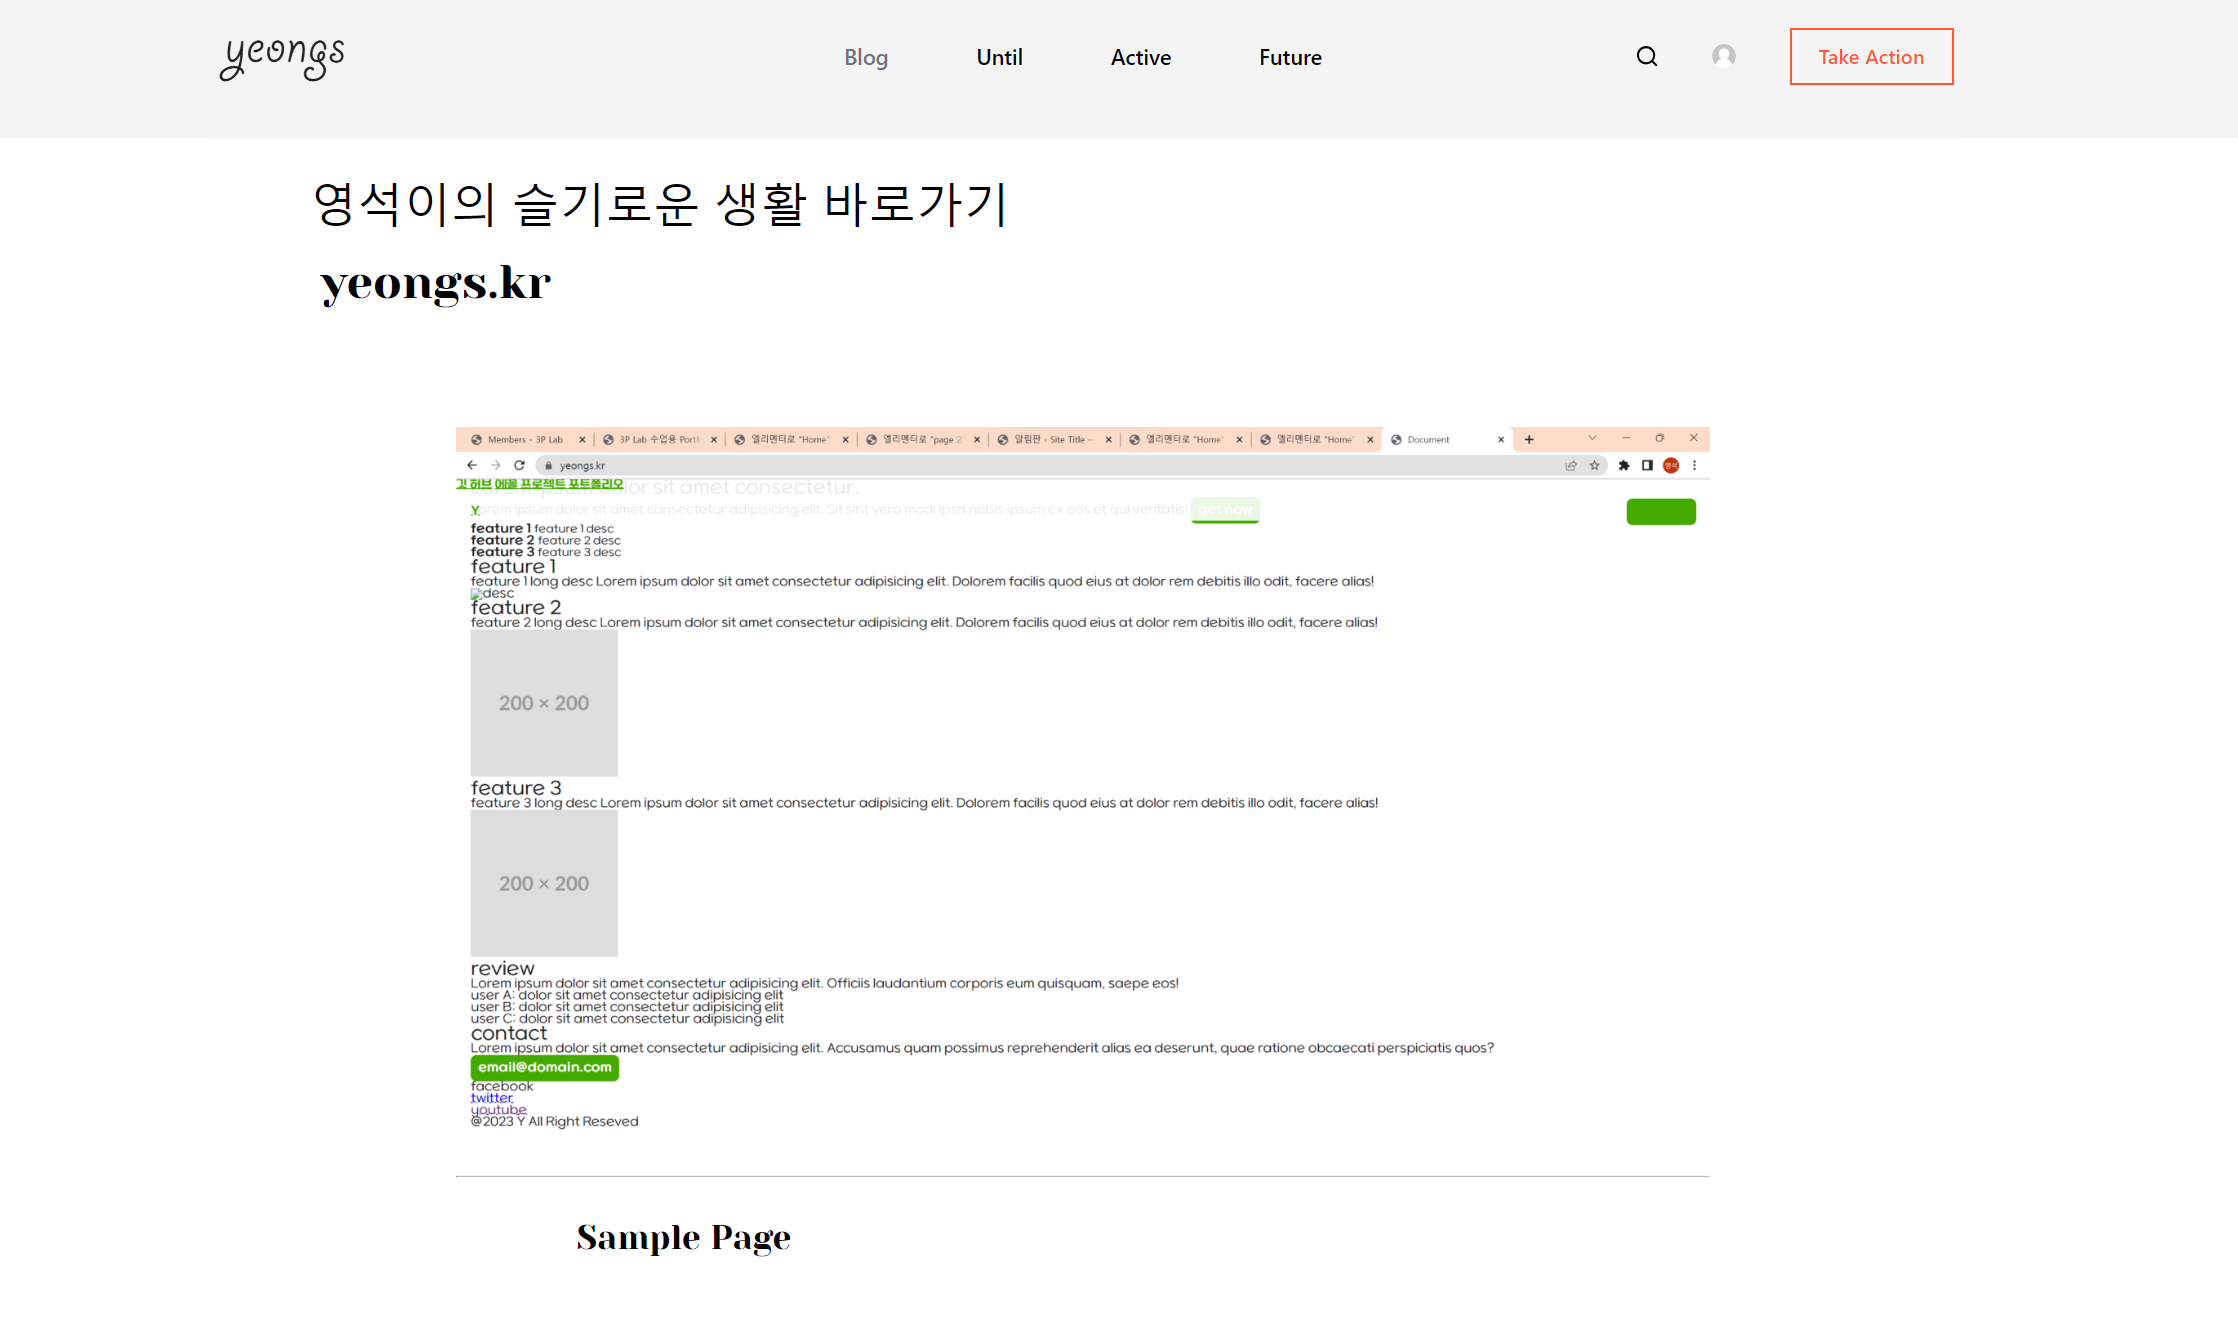 yeongs
Blog Until Active Future
Take Action
영석이의 슬기로운 생활 바로가기
yeongs.kr
Members - 3P Lab 3P Lab 수업용 Portf 엘리멘터로 "Home" 엘리멘터로 "page 2" 알림판 ‹ Site Title — 엘리멘터로 "Home" 엘리멘터로 "Home" Document
yeongs.kr 영석
깃 허브 에꼴 프로젝트 포트폴리오
Lorem ipsum dolor sit amet consectetur.
Y
Lorem ipsum dolor sit amet consectetur adipisicing elit. Sit sint vero modi ipsa nobis ipsum ex eos et qui veritatis! get now
feature 1 feature 1 desc
feature 2 feature 2 desc
feature 3 feature 3 desc
feature 1
feature 1 long desc Lorem ipsum dolor sit amet consectetur adipisicing elit. Dolorem facilis quod eius at dolor rem debitis illo odit, facere alias!
desc
feature 2
feature 2 long desc Lorem ipsum dolor sit amet consectetur adipisicing elit. Dolorem facilis quod eius at dolor rem debitis illo odit, facere alias!
200 × 200
feature 3
feature 3 long desc Lorem ipsum dolor sit amet consectetur adipisicing elit. Dolorem facilis quod eius at dolor rem debitis illo odit, facere alias!
200 × 200
review
Lorem ipsum dolor sit amet consectetur adipisicing elit. Officiis laudantium corporis eum quisquam, saepe eos!
user A: dolor sit amet consectetur adipisicing elit
user B: dolor sit amet consectetur adipisicing elit
user C: dolor sit amet consectetur adipisicing elit
contact
Lorem ipsum dolor sit amet consectetur adipisicing elit. Accusamus quam possimus reprehenderit alias ea deserunt, quae ratione obcaecati perspiciatis quos?
email@domain.com
facebook
twitter
youtube
@2023 Y All Right Reseved
Sample Page